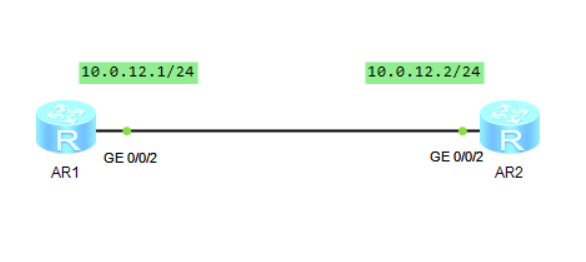 10.0.12.1/24
10.0.12.2/24
R
R
GE 0/0/2
GE 0/0/2
AR1
AR2